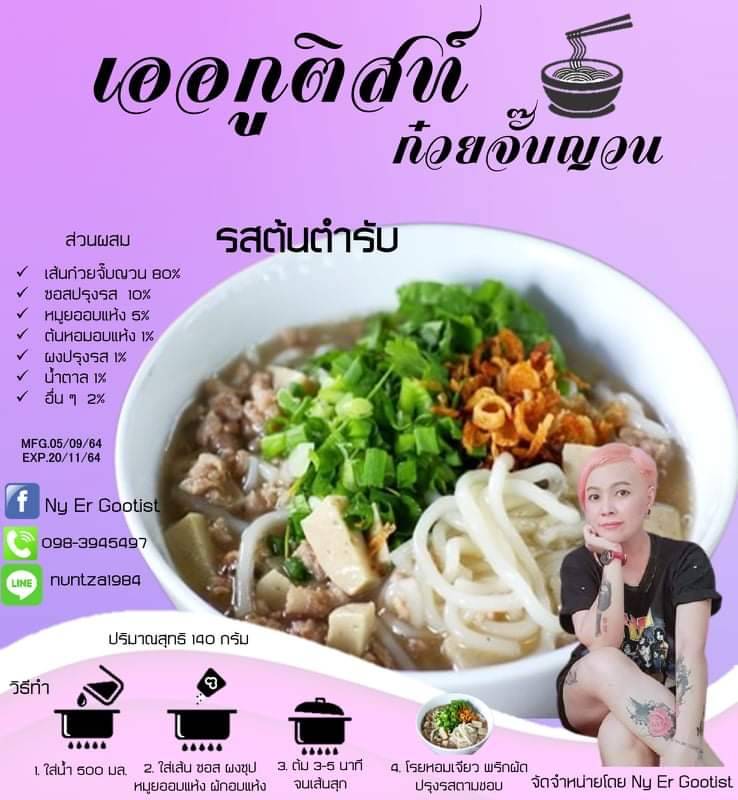 เออกูติสท์
ก๋วยจั๊บญวน
รสต้นตำรับ
ส่วนผสม
✓ เส้นก๋วยจั๊บญวน 80%
✓ ซอสปรุงรส 10%
✓ หมูยออบแห้ง 5%
✓ ต้นหอมอบแห้ง 1%
✓ ผงปรุงรส 1%
✓ น้ำตาล 1%
✓ อื่น ๆ 2%
MFG.05/09/64
EXP.20/11/64
Ny Er Gootist
098-3945497
LINE nuntza1984
ปริมาณสุทธิ 140 กรัม
วิธีทำ
1. ใส่น้ำ 500 มล.
2. ใส่เส้น ซอส ผงซุป
หมูยออบแห้ง ผักอบแห้ง
3. ต้ม 3-5 นาที
จนเส้นสุก
4. โรยหอมเจียว พริกผัด
ปรุงรสตามชอบ
จัดจำหน่ายโดย Ny Er Gootist